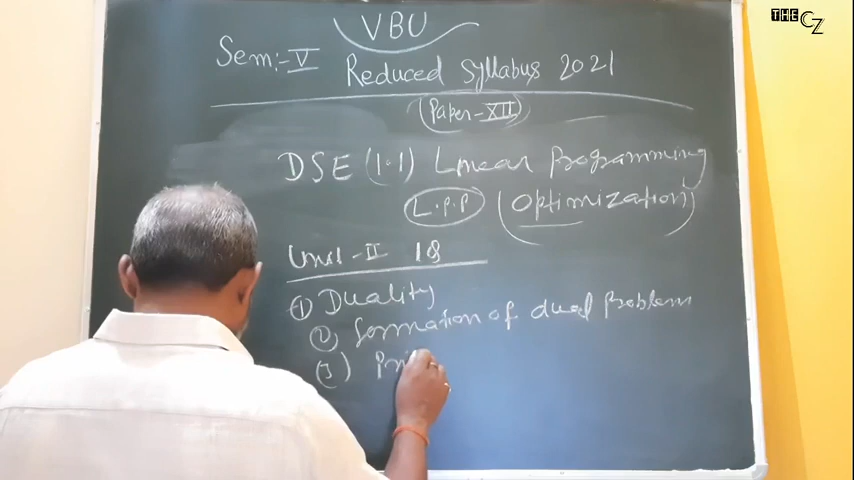 THE CZ
VBU
Sem:- V Reduced Syllabus 2021
(Paper-XII)
DSE (1.1) Linear Programming
L.P.P (Optimization)
Unit-II 18
① Duality
② formation of dual Problem
③ Pri